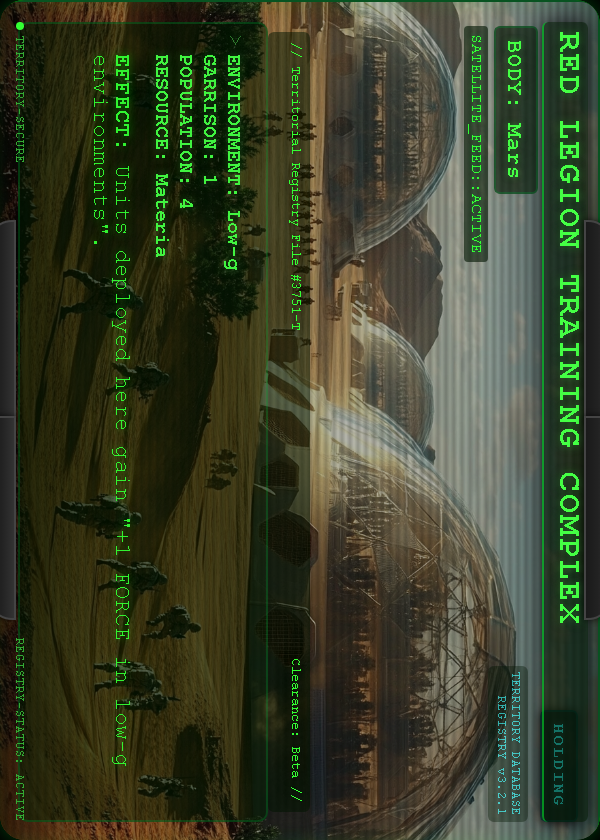 RED LEGION TRAINING COMPLEX
HOLDING
BODY: Mars
TERRITORY DATABASE
REGISTRY v3.2.1
SATELLITE_FEED::ACTIVE
// Territorial Registry File #3751-T
Clearance: Beta //
> ENVIRONMENT: Low-g
GARRISON: 1
POPULATION: 4
RESOURCE: Materia
EFFECT: Units deployed here gain "+1 FORCE in low-g
environments".
TERRITORY-SECURE
REGISTRY-STATUS: ACTIVE